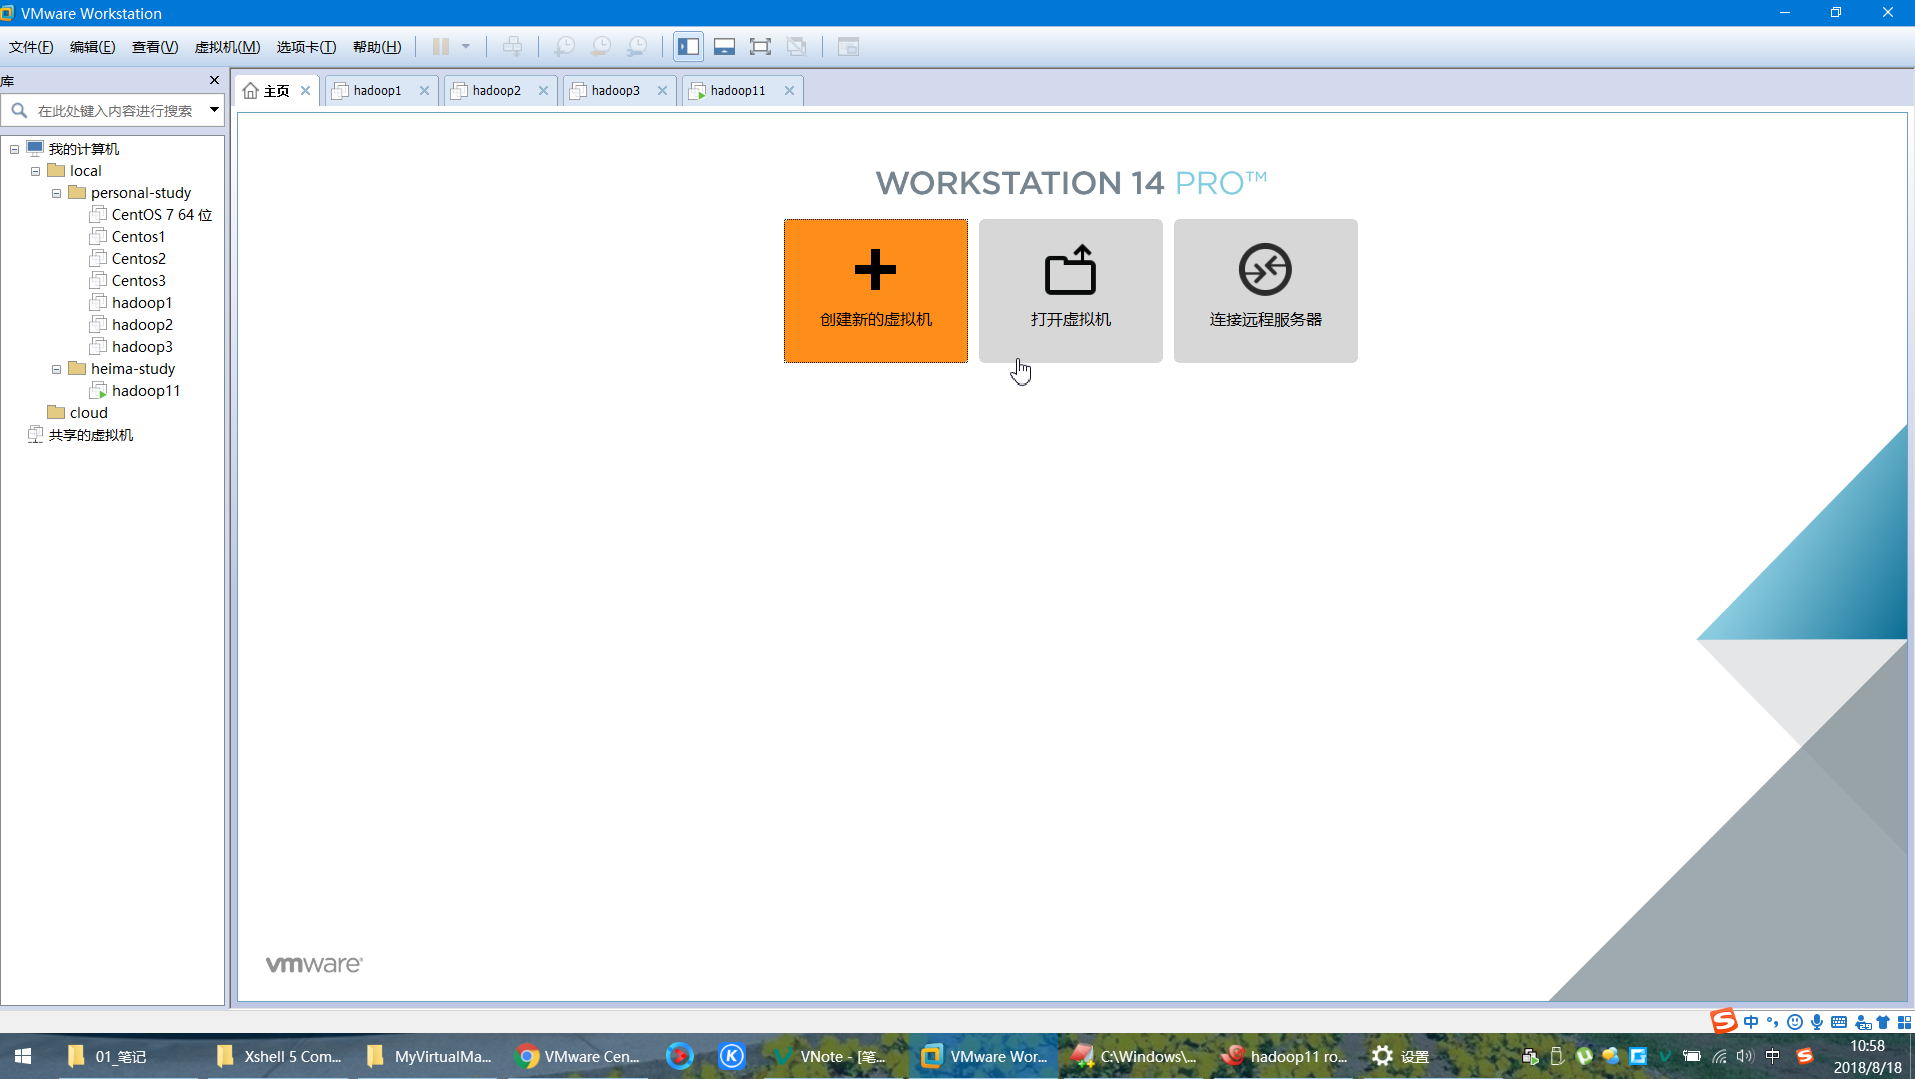 VMware Workstation
文件(F) 编辑(E) 查看(V) 虚拟机(M) 选项卡(T) 帮助(H)
库
在此处键入内容进行搜索
我的计算机
local
personal-study
CentOS 7 64 位
Centos1
Centos2
Centos3
hadoop1
hadoop2
hadoop3
heima-study
hadoop11
cloud
共享的虚拟机
主页 hadoop1 hadoop2 hadoop3 hadoop11
WORKSTATION 14 PRO™
创建新的虚拟机 打开虚拟机 连接远程服务器
vmware®
中
01_笔记 Xshell 5 Com... MyVirtualMa... VMware Cen... VNote - [笔... VMware Wor... C:\Windows\... hadoop11 ro... 设置 中
10:58
2018/8/18